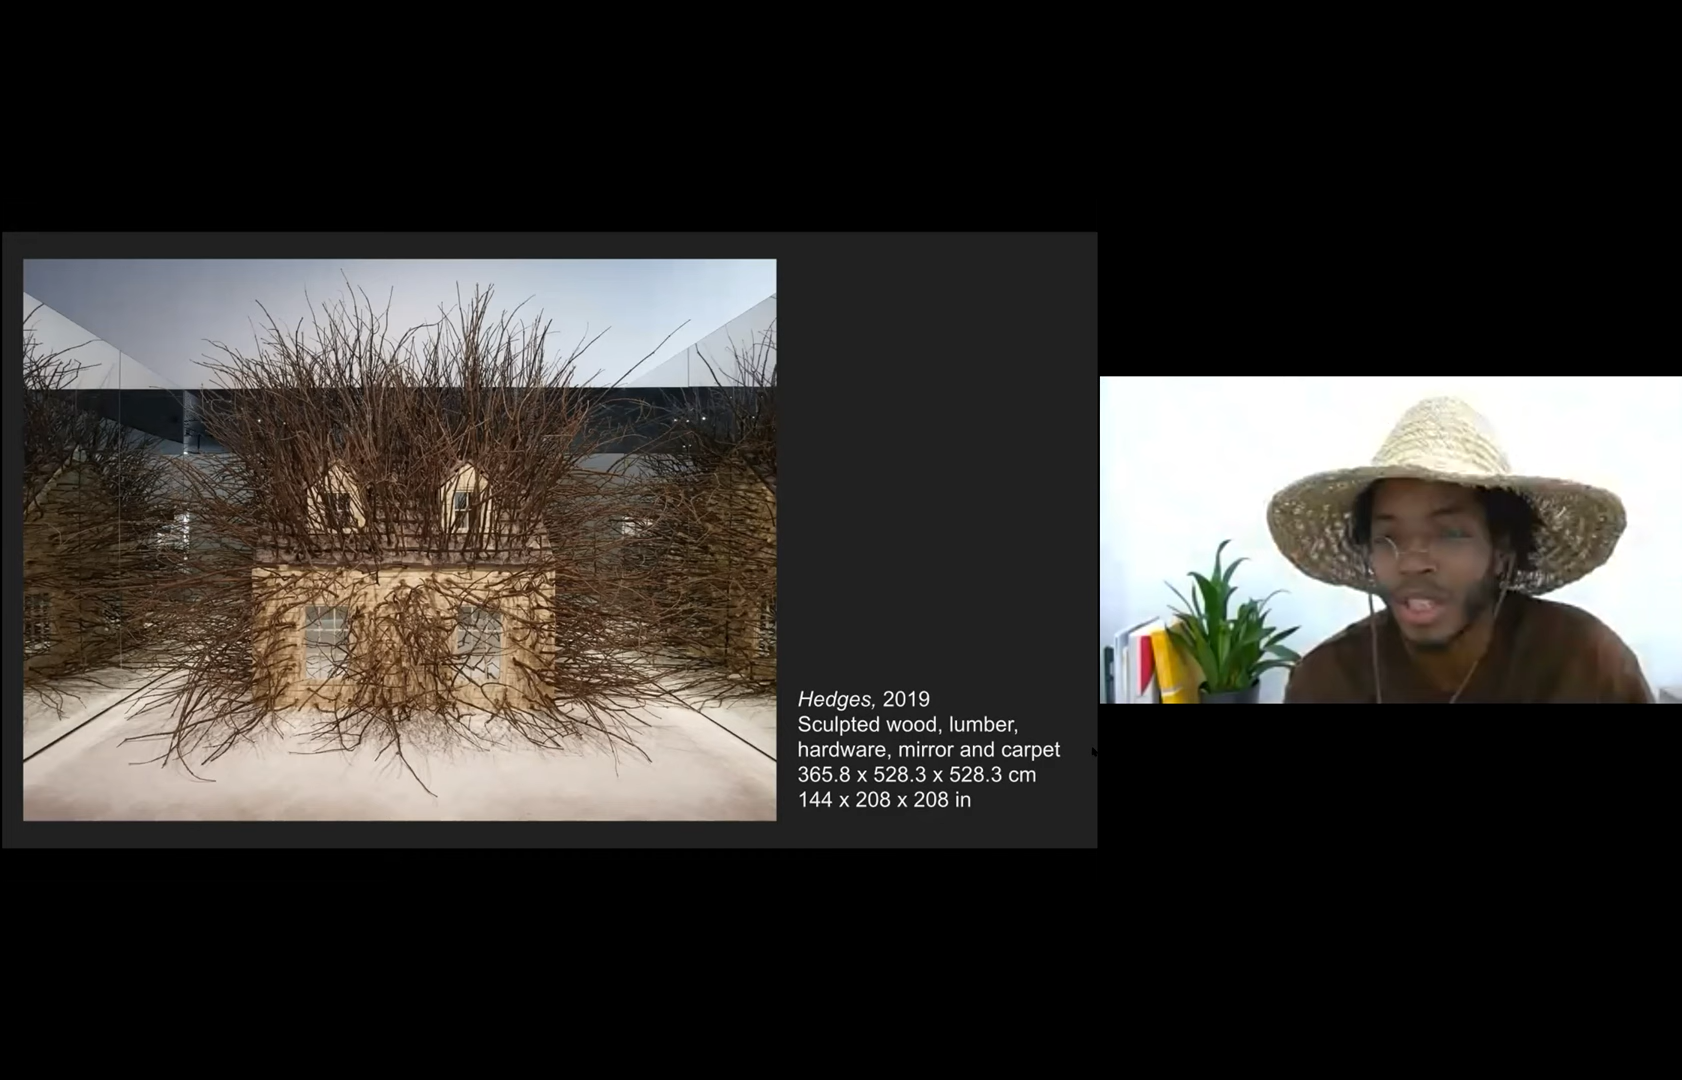 Hedges, 2019
Sculpted wood, lumber,
hardware, mirror and carpet
365.8 x 528.3 x 528.3 cm
144 x 208 x 208 in